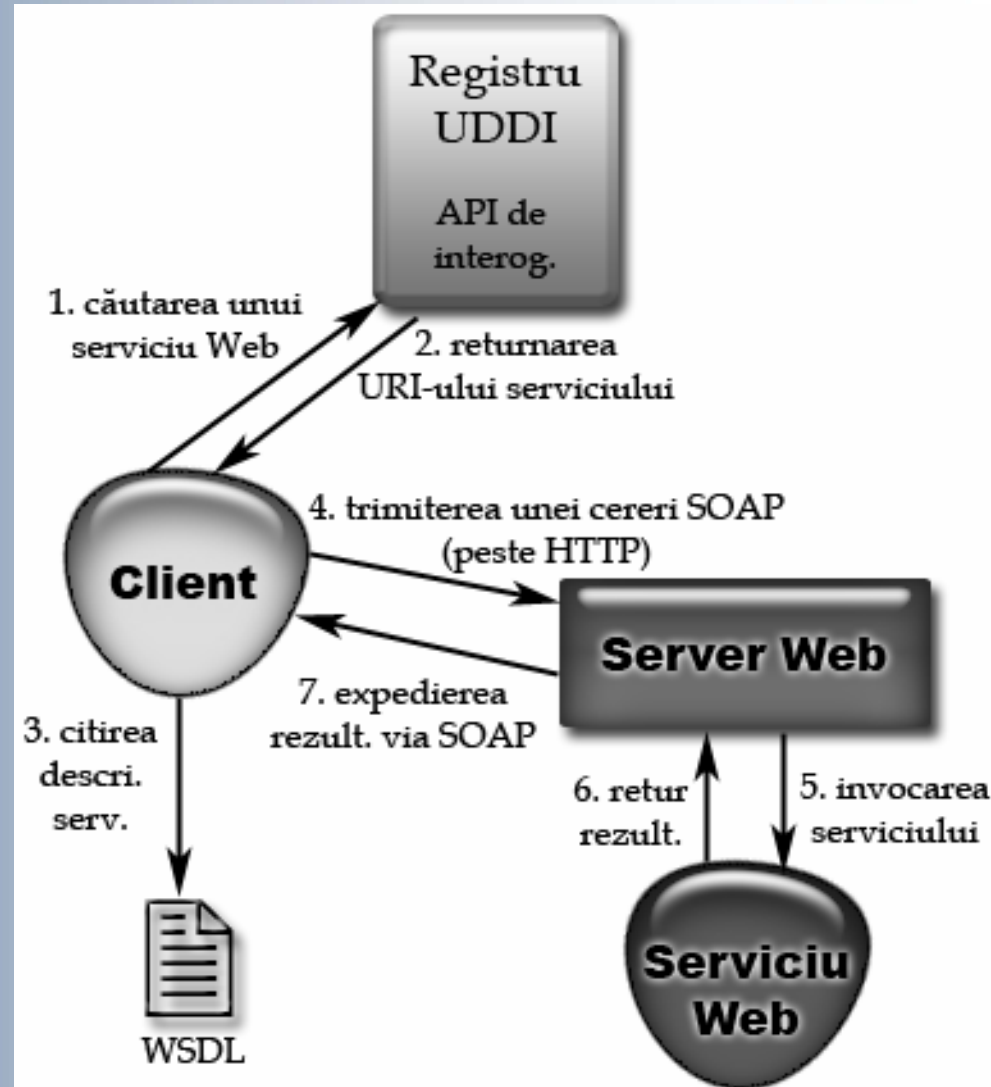 Registru
UDDI
API de
interog.
1. căutarea unui
serviciu Web
2. returnarea
URI-ului serviciului
4. trimiterea unei cereri SOAP
(peste HTTP)
Client
Server Web
7. expedierea
rezult. via SOAP
3. citirea
descri.
serv.
6. retur
rezult.
5. invocarea
serviciului
WSDL
Serviciu
Web